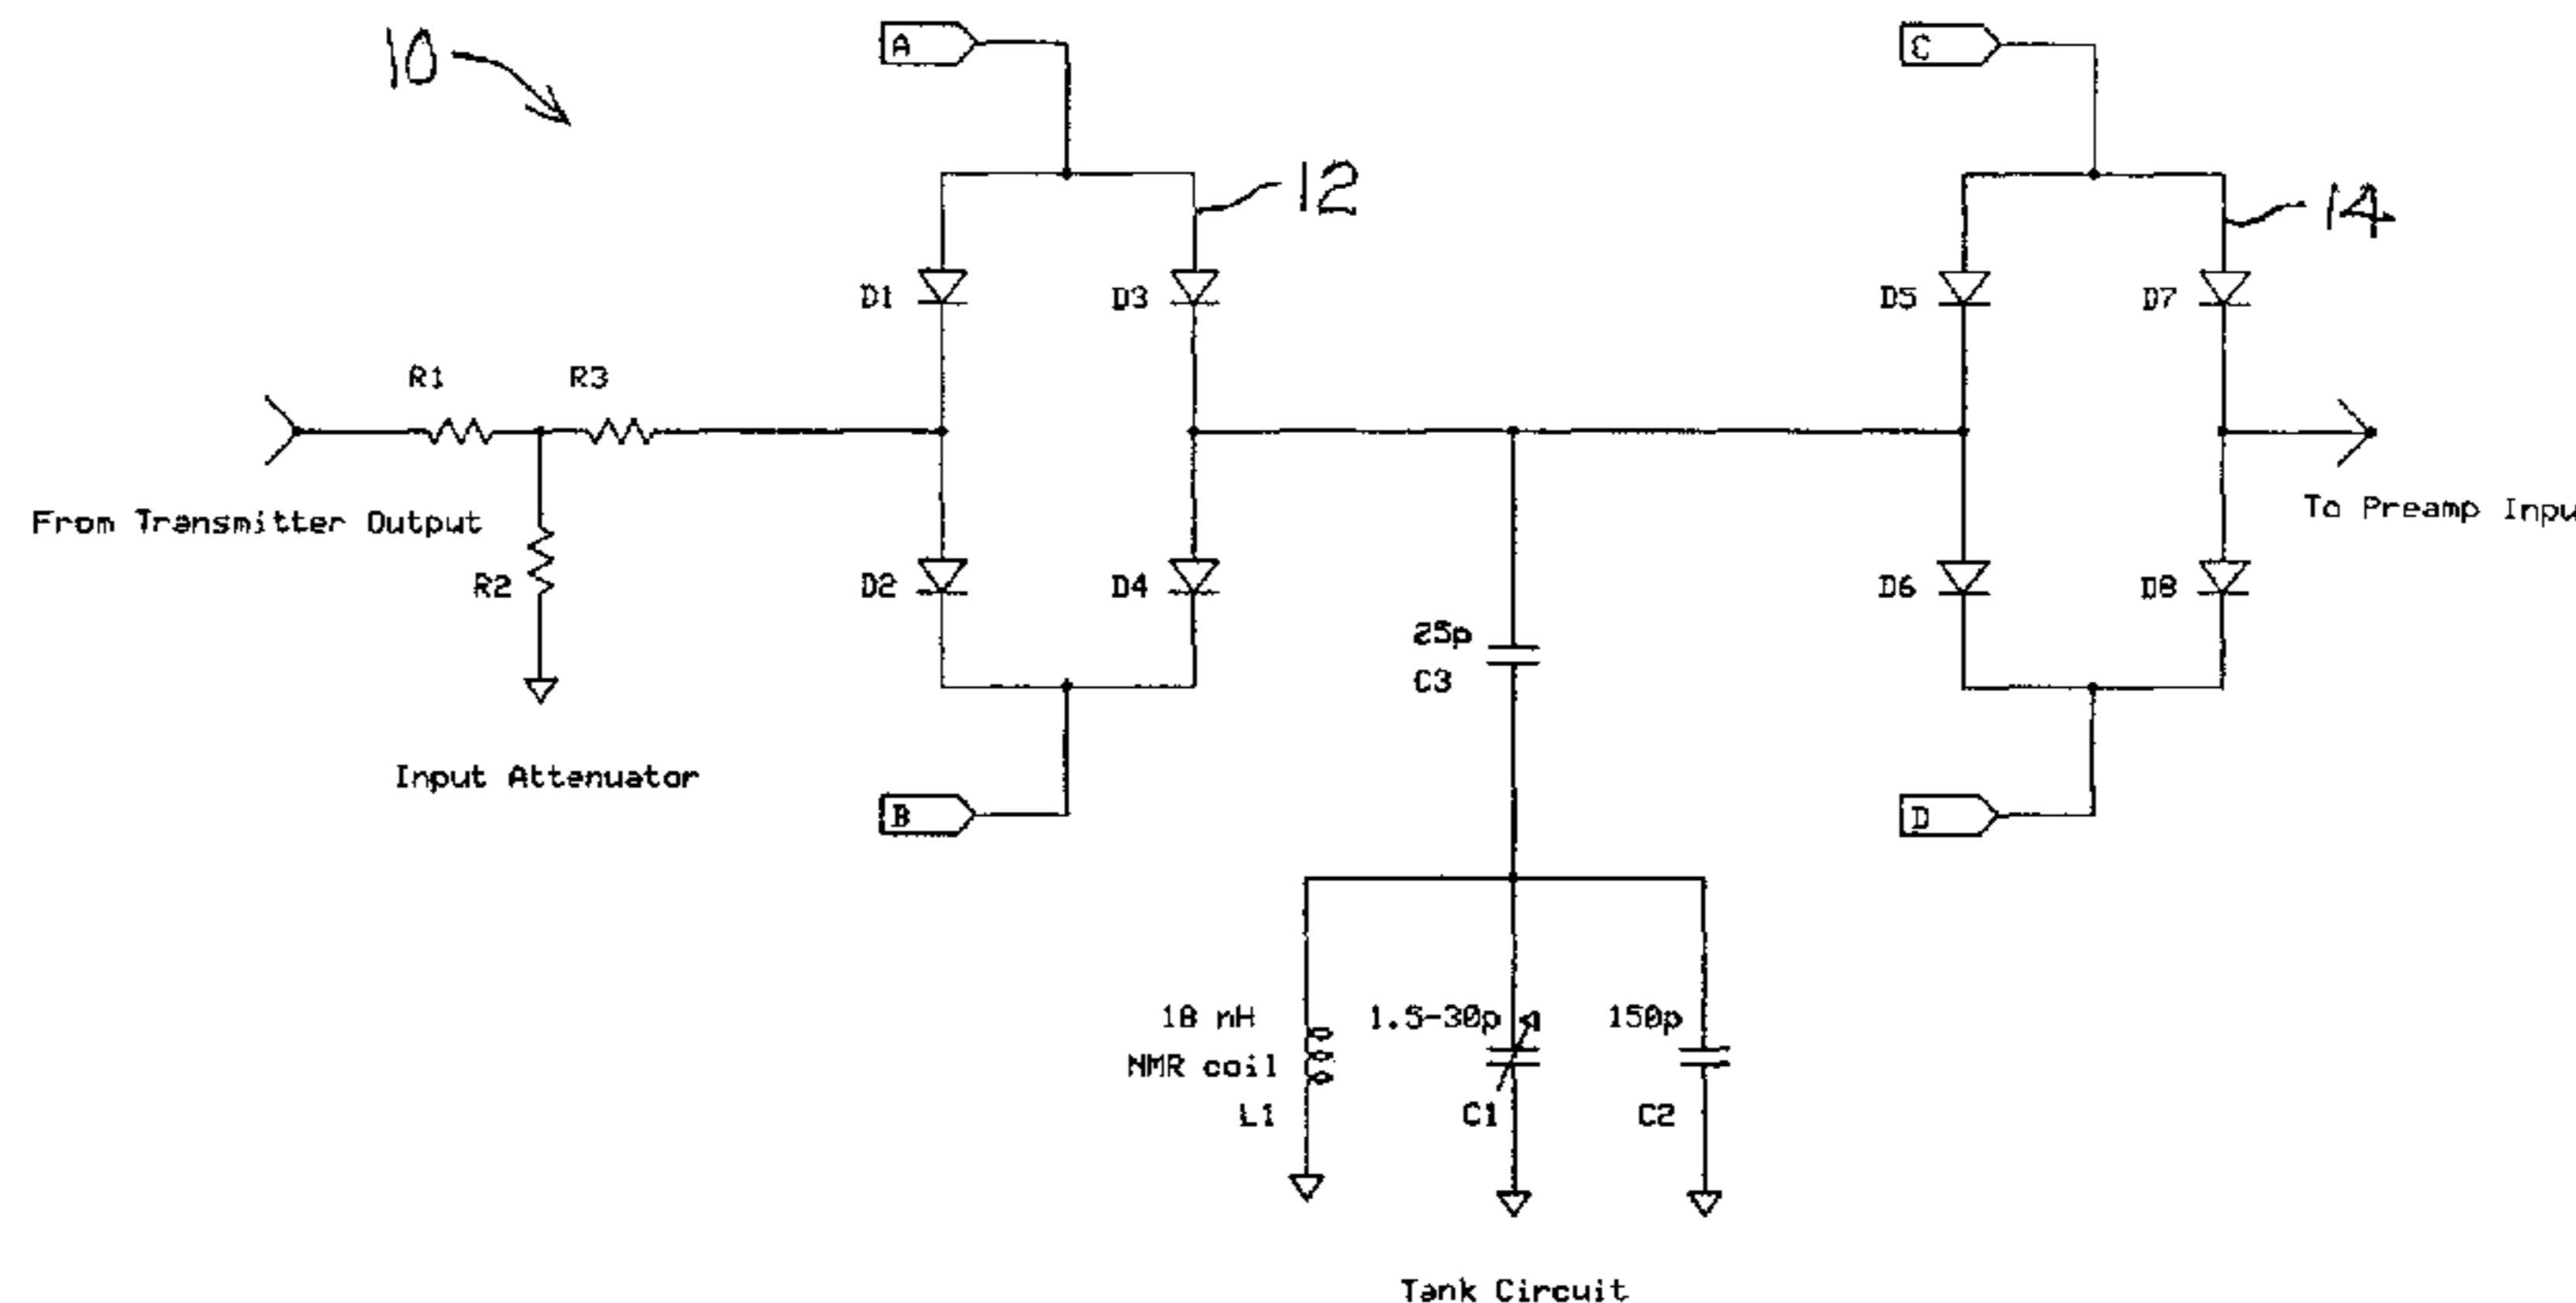 10
A
C
12
14
D1
D3
D5
D7
R1
R3
From Transmitter Output
To Preamp
R2
D2
D4
D6
D8
25p
C3
Input Attenuator
B
D
18 nH
NMR coil
L1
1.5-30p
C1
150p
C2
Tank Circuit